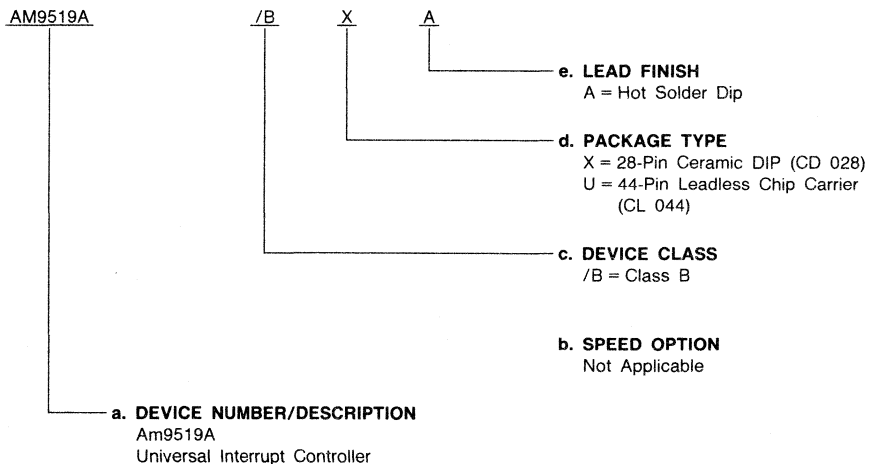 AM9519A /B X A
e. LEAD FINISH
A = Hot Solder Dip
d. PACKAGE TYPE
X = 28-Pin Ceramic DIP (CD 028)
U = 44-Pin Leadless Chip Carrier
(CL 044)
c. DEVICE CLASS
/B = Class B
b. SPEED OPTION
Not Applicable
a. DEVICE NUMBER/DESCRIPTION
Am9519A
Universal Interrupt Controller